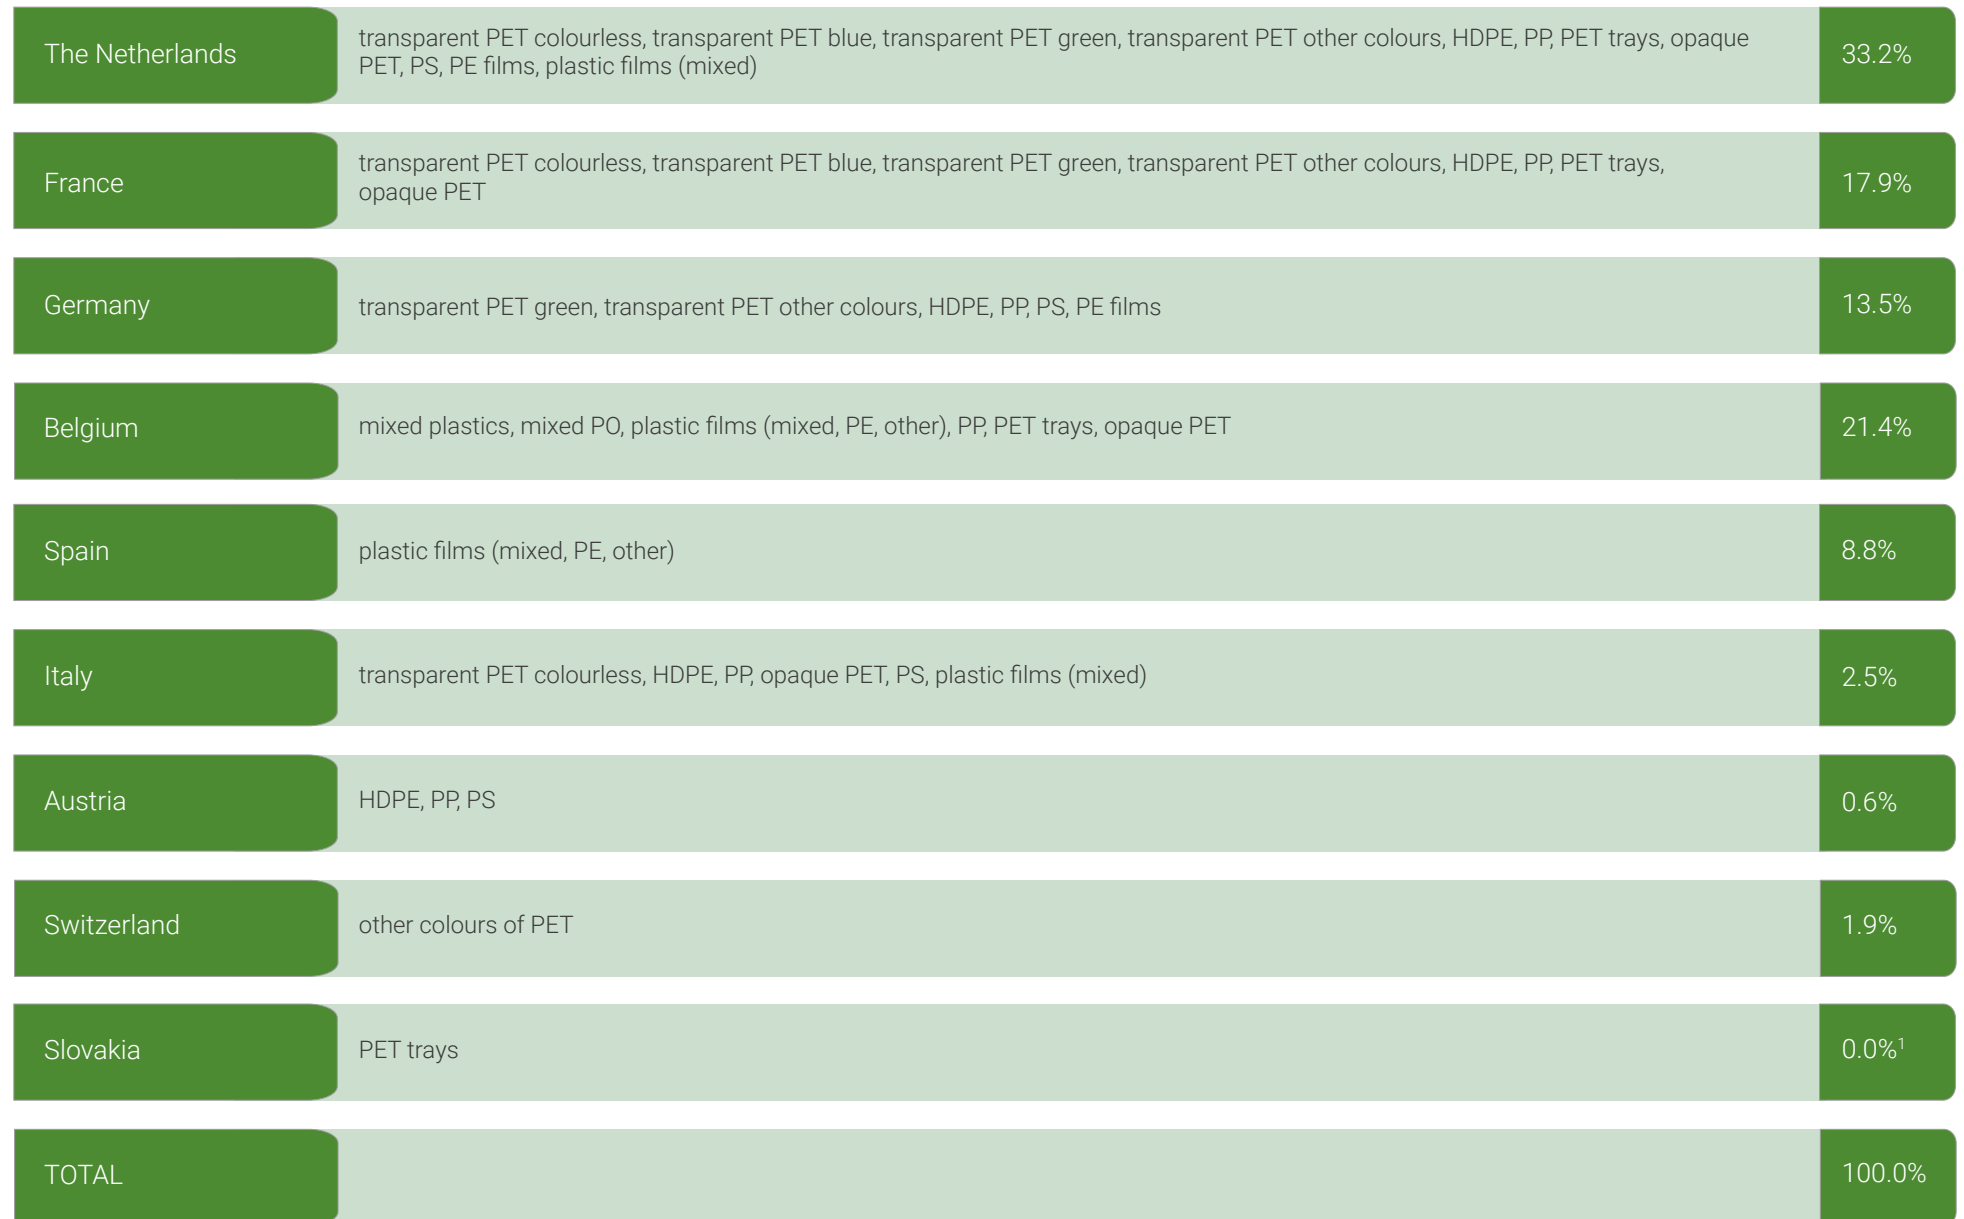 The Netherlands
transparent PET colourless, transparent PET blue, transparent PET green, transparent PET other colours, HDPE, PP, PET trays, opaque
PET, PS, PE films, plastic films (mixed)
33.2%
France
transparent PET colourless, transparent PET blue, transparent PET green, transparent PET other colours, HDPE, PP, PET trays,
opaque PET
17.9%
Germany
transparent PET green, transparent PET other colours, HDPE, PP, PS, PE films
13.5%
Belgium
mixed plastics, mixed PO, plastic films (mixed, PE, other), PP, PET trays, opaque PET
21.4%
Spain
plastic films (mixed, PE, other)
8.8%
Italy
transparent PET colourless, HDPE, PP, opaque PET, PS, plastic films (mixed)
2.5%
Austria
HDPE, PP, PS
0.6%
Switzerland
other colours of PET
1.9%
Slovakia
PET trays
0.0%¹
TOTAL
100.0%